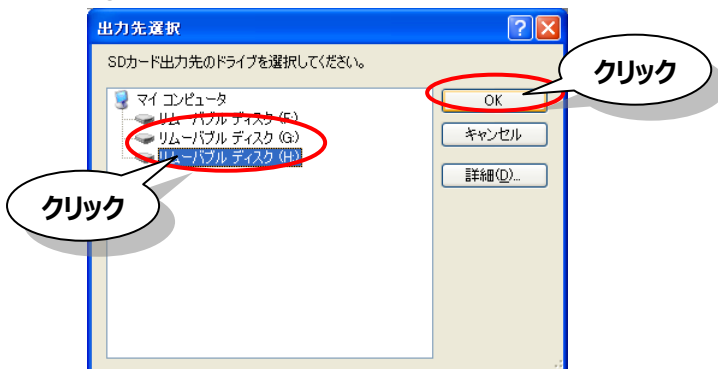 出力先選択
SDカード出力先のドライブを選択してください。
マイ コンピュータ
リムーバブル ディスク (F:)
リムーバブル ディスク (G:)
リムーバブル ディスク (H:)
OK
キャンセル
詳細(D)...
クリック
クリック